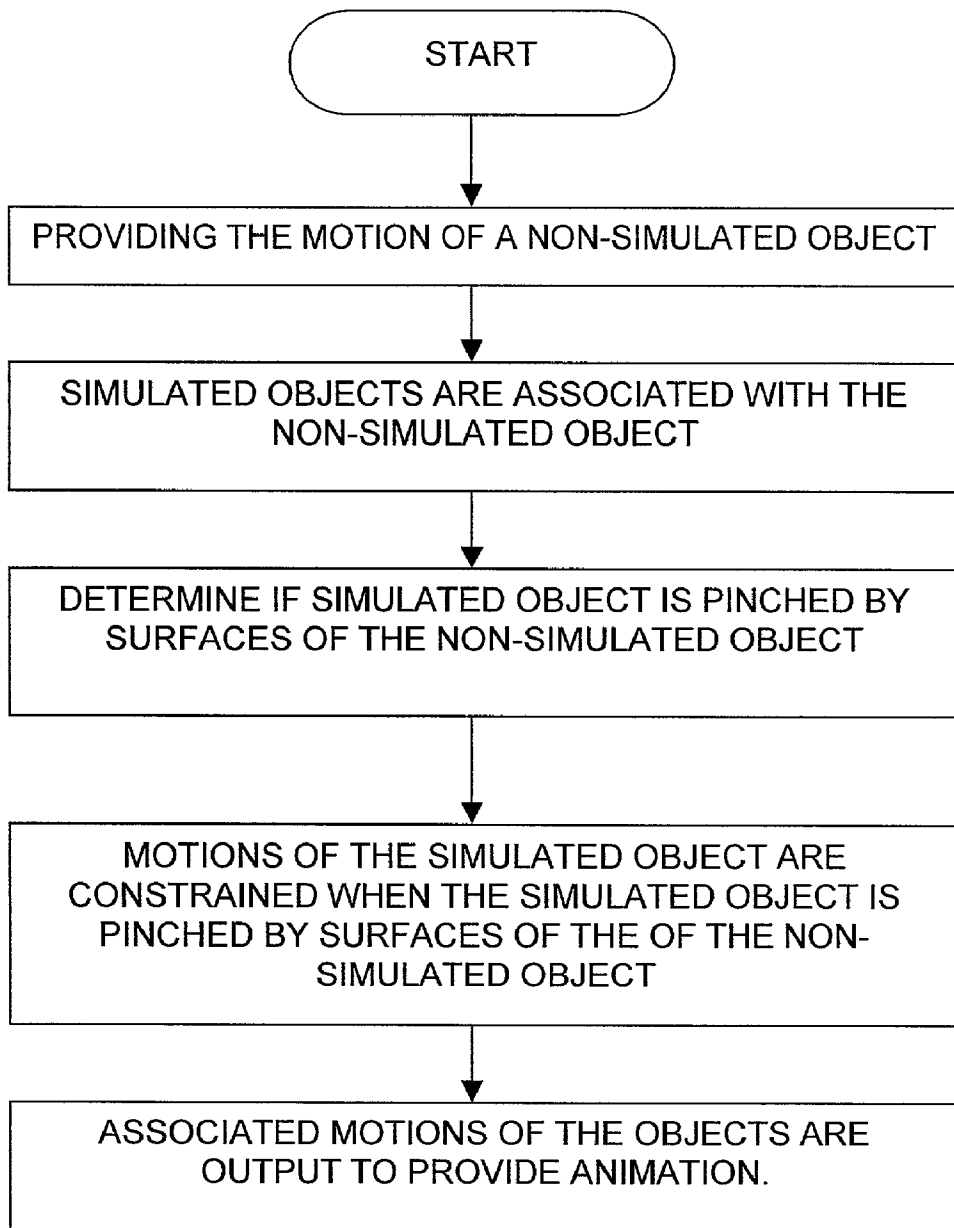 START
PROVIDING THE MOTION OF A NON-SIMULATED OBJECT
SIMULATED OBJECTS ARE ASSOCIATED WITH THE
NON-SIMULATED OBJECT
DETERMINE IF SIMULATED OBJECT IS PINCHED BY
SURFACES OF THE NON-SIMULATED OBJECT
MOTIONS OF THE SIMULATED OBJECT ARE
CONSTRAINED WHEN THE SIMULATED OBJECT IS
PINCHED BY SURFACES OF THE OF THE NON-
SIMULATED OBJECT
ASSOCIATED MOTIONS OF THE OBJECTS ARE
OUTPUT TO PROVIDE ANIMATION.